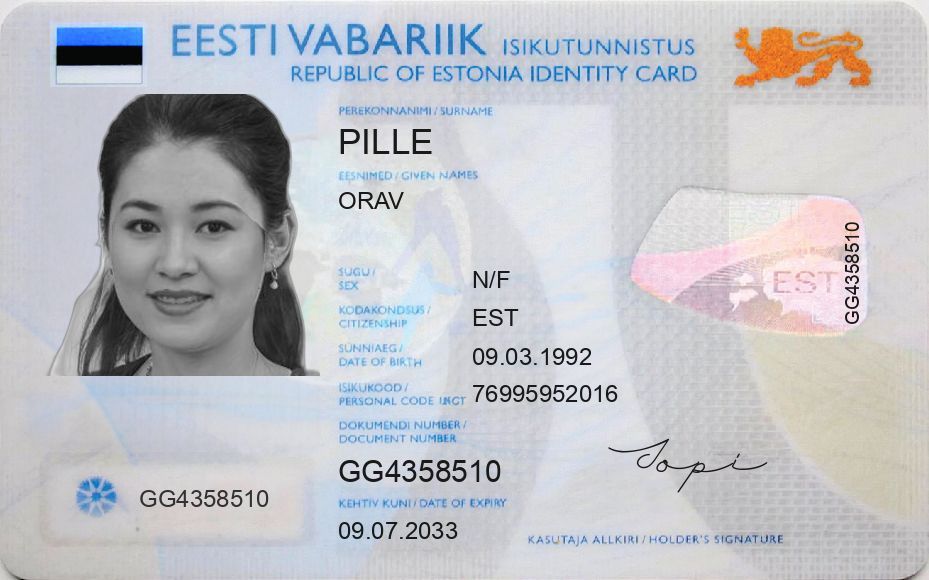 EESTI VABARIIK ISIKUTUNNISTUS
REPUBLIC OF ESTONIA IDENTITY CARD
PEREKONNANIMI / SURNAME
PILLE
EESNIMED / GIVEN NAMES
ORAV
SUGU /
SEX
N/F
KODAKONDSUS /
CITIZENSHIP
EST
SÜNNIAEG /
DATE OF BIRTH
09.03.1992
ISIKUKOOD /
PERSONAL CODE
76995952016
DOKUMENDI NUMBER /
DOCUMENT NUMBER
GG4358510
KEHTIV KUNI / DATE OF EXPIRY
09.07.2033
GG4358510
EST
GG4358510
KASUTAJA ALLKIRI / HOLDER'S SIGNATURE